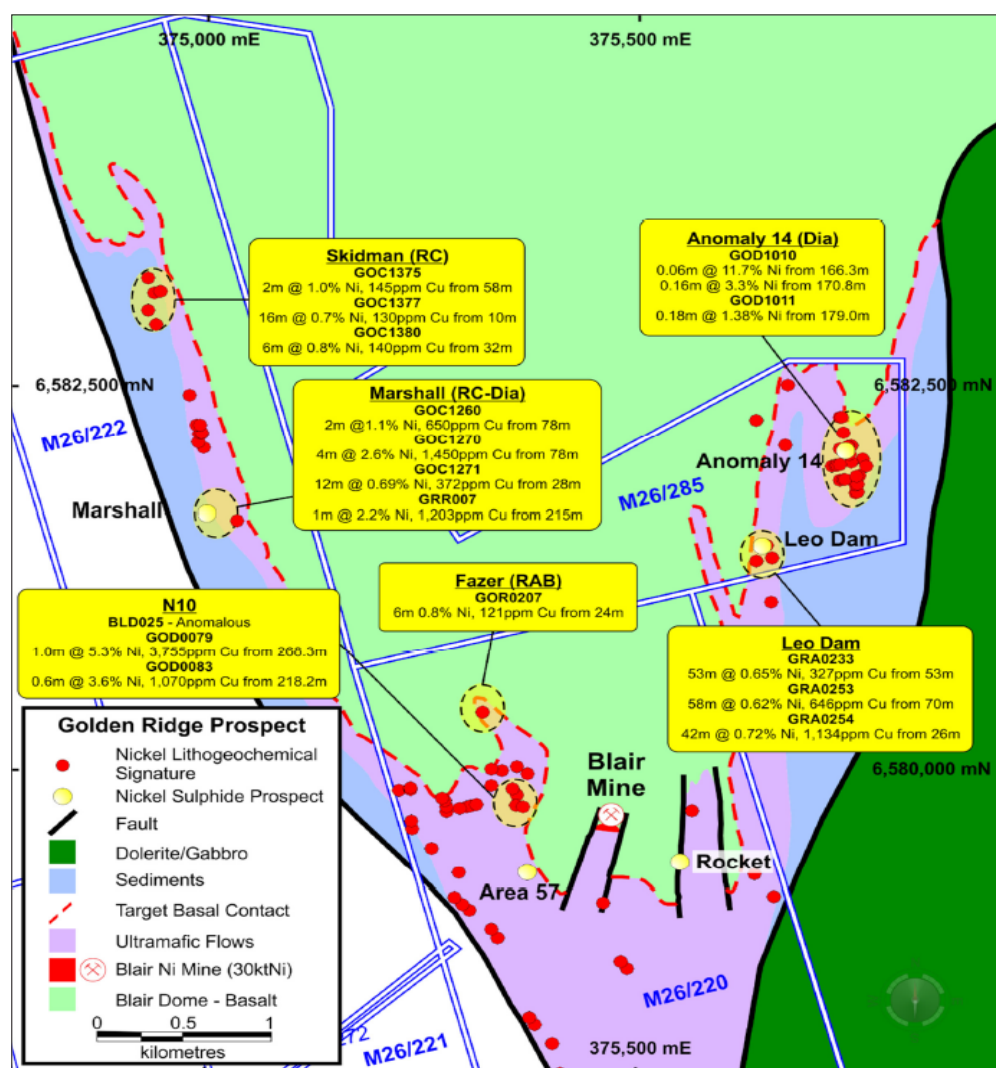 375,000 mE
375,500 mE
Skidman (RC)
GOC1375
2m @ 1.0% Ni, 145ppm Cu from 58m
GOC1377
16m @ 0.7% Ni, 130ppm Cu from 10m
GOC1380
6m @ 0.8% Ni, 140ppm Cu from 32m
Anomaly 14 (Dia)
GOD1010
0.06m @ 11.7% Ni from 166.3m
0.16m @ 3.3% Ni from 170.8m
GOD1011
0.18m @ 1.38% Ni from 179.0m
6,582,500 mN
6,582,500 mN
M26/222
Marshall (RC-Dia)
GOC1260
2m @1.1% Ni, 650ppm Cu from 78m
GOC1270
4m @ 2.6% Ni, 1,450ppm Cu from 78m
GOC1271
12m @ 0.69% Ni, 372ppm Cu from 28m
GRR007
1m @ 2.2% Ni, 1,203ppm Cu from 215m
Marshall
Anomaly 14
M26/285
Leo Dam
Fazer (RAB)
GOR0207
6m 0.8% Ni, 121ppm Cu from 24m
N10
BLD025 - Anomalous
GOD0079
1.0m @ 5.3% Ni, 3,755ppm Cu from 268.3m
GOD0083
0.6m @ 3.6% Ni, 1,070ppm Cu from 218.2m
Leo Dam
GRA0233
53m @ 0.65% Ni, 327ppm Cu from 53m
GRA0253
58m @ 0.62% Ni, 646ppm Cu from 70m
GRA0254
42m @ 0.72% Ni, 1,134ppm Cu from 26m
6,580,000 mN
Blair
Mine
Rocket
Area 57
M26/220
Golden Ridge Prospect
Nickel Lithogeochemical
Signature
Nickel Sulphide Prospect
Fault
Dolerite/Gabbro
Sediments
Target Basal Contact
Ultramafic Flows
Blair Ni Mine (30ktNi)
Blair Dome - Basalt
0 0.5 1
kilometres
72
M26/221
375,500 mE